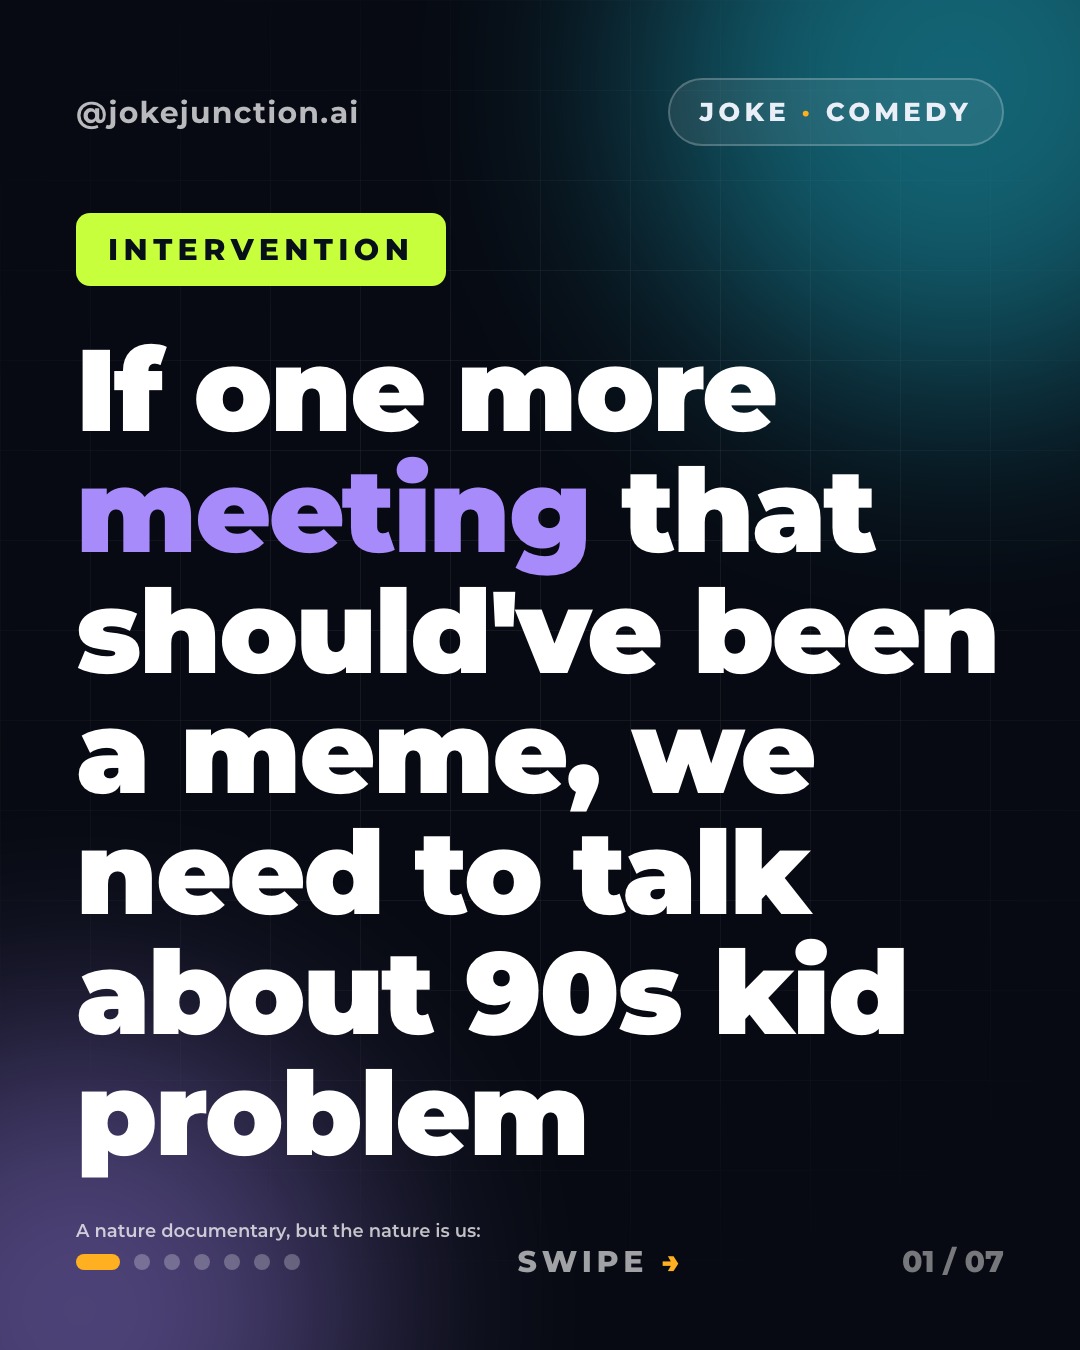 @jokejunction.ai
JOKE · COMEDY
INTERVENTION
If one more
meeting that
should've been
a meme, we
need to talk
about 90s kid
problem
A nature documentary, but the nature is us:
SWIPE →
01 / 07